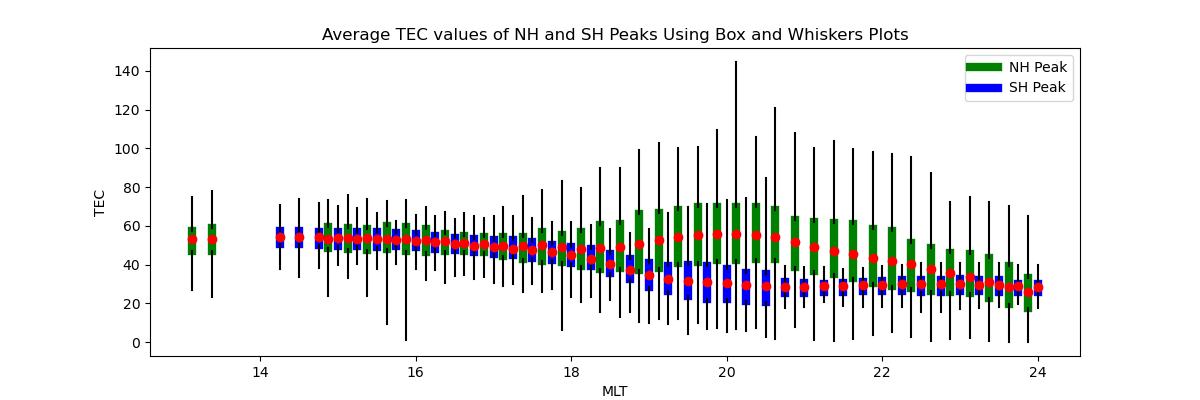 Average TEC values of NH and SH Peaks Using Box and Whiskers Plots
NH Peak
SH Peak
140
120
100
80
60
40
20
0
TEC
14
16
18
20
22
24
MLT